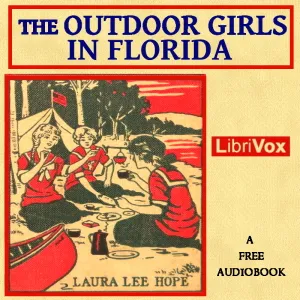 THE OUTDOOR GIRLS
IN FLORIDA
LibriVox
A
FREE
AUDIOBOOK
LAURA LEE HOPE